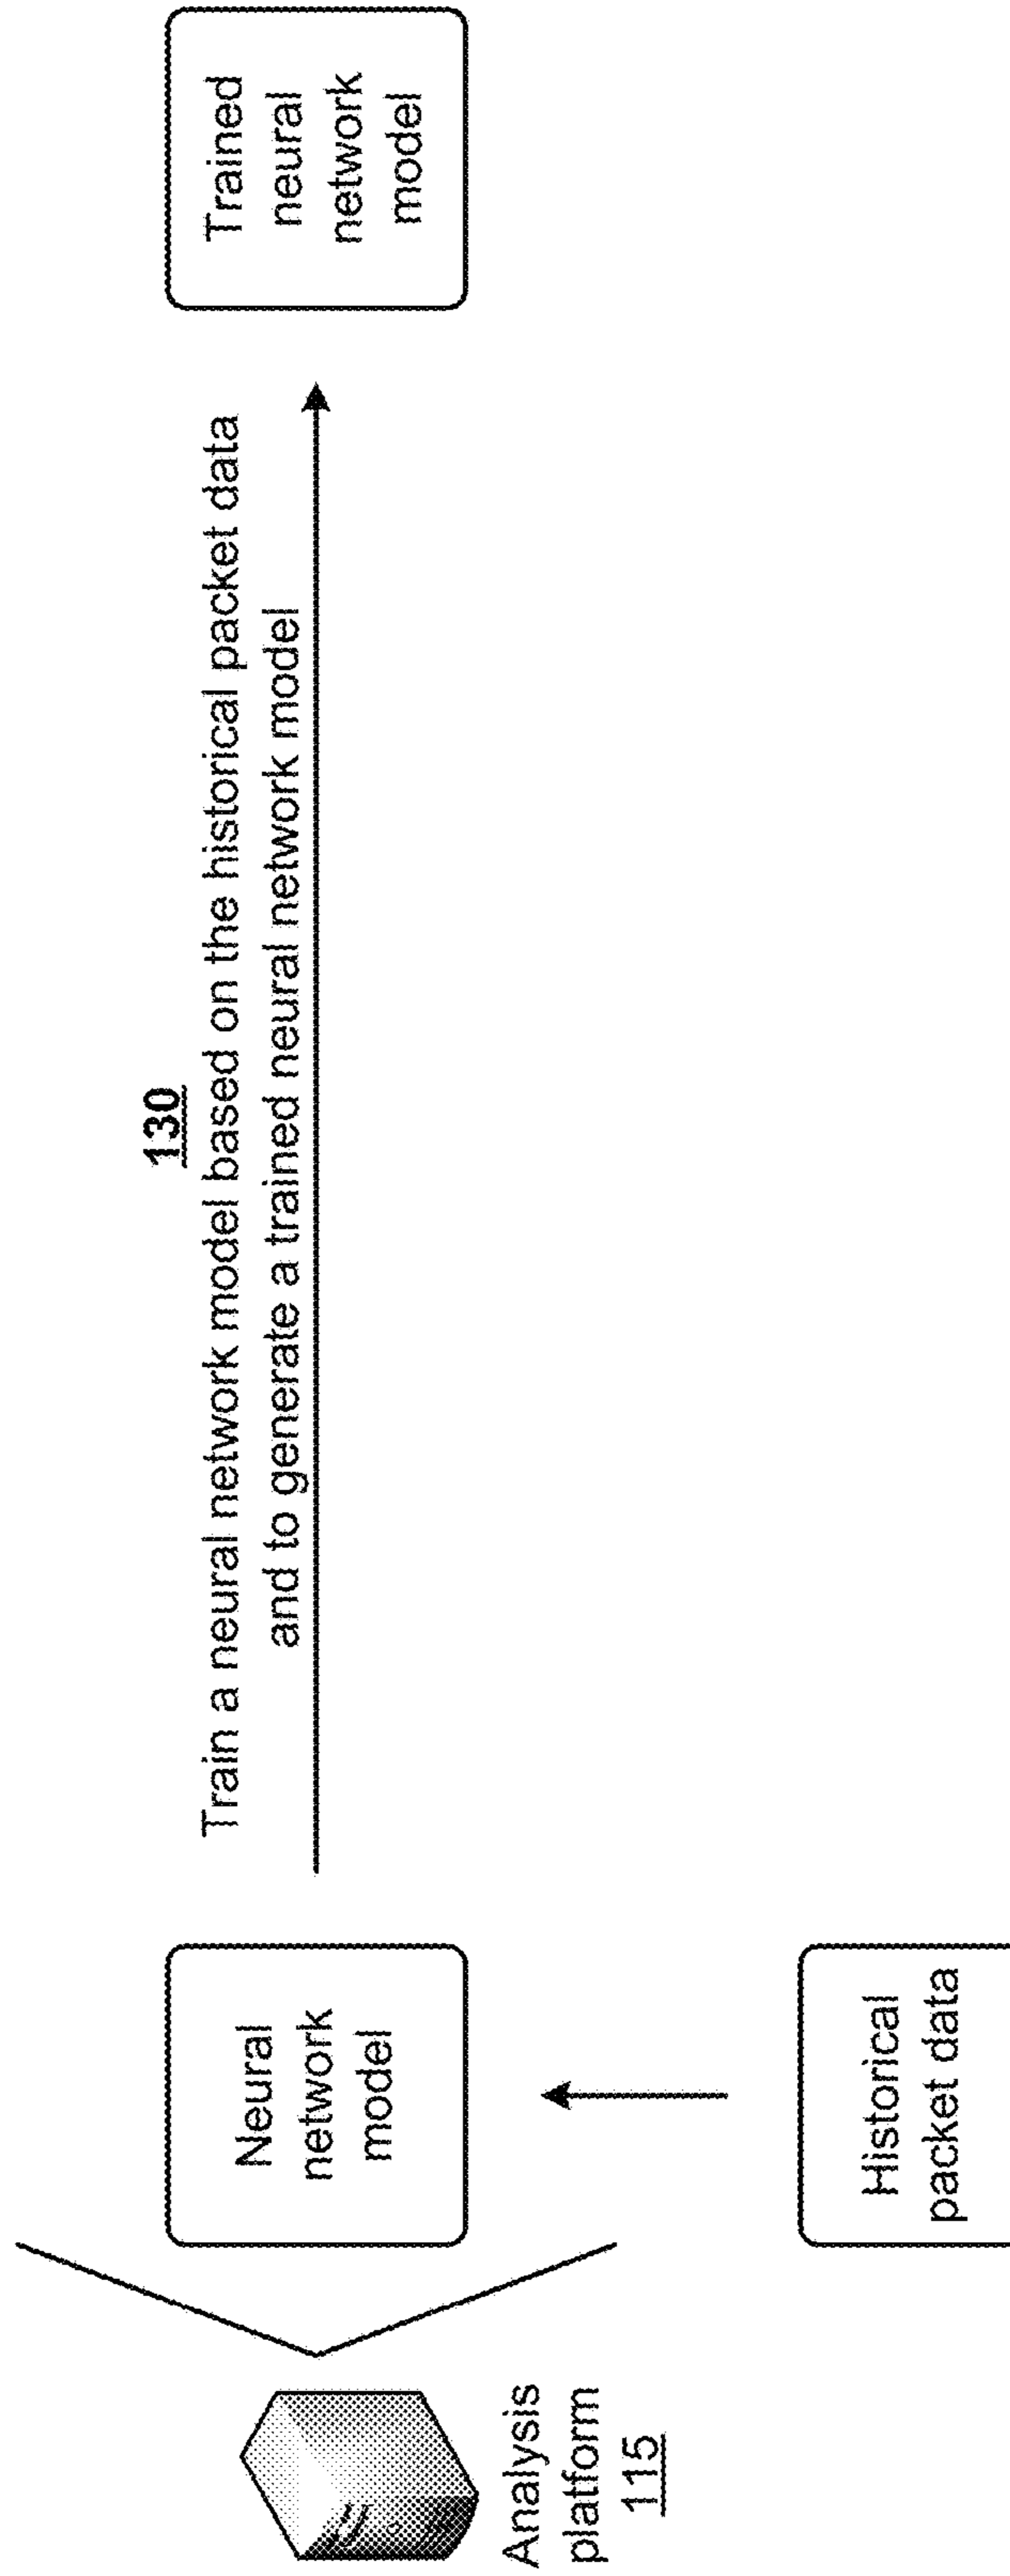 130
Train a neural network model based on the historical packet data
and to generate a trained neural network model
Neural
network
model
Trained
neural
network
model
Analysis
platform
115
Historical
packet data